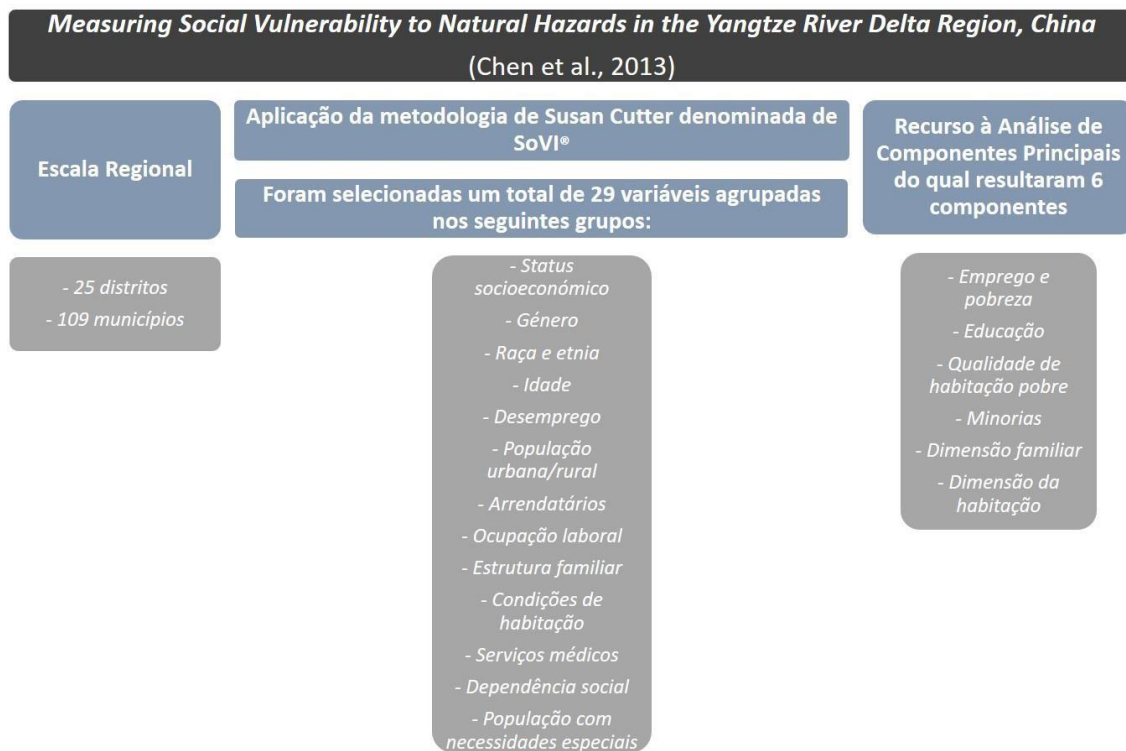 Measuring Social Vulnerability to Natural Hazards in the Yangtze River Delta Region, China
(Chen et al., 2013)
Escala Regional
- 25 distritos
- 109 municípios
Aplicação da metodologia de Susan Cutter denominada de
SoVI®
Foram selecionadas um total de 29 variáveis agrupadas
nos seguintes grupos:
- Status
socioeconómico
- Género
- Raça e etnia
- Idade
- Desemprego
- População
urbana/rural
- Arrendatários
- Ocupação laboral
- Estrutura familiar
- Condições de
habitação
- Serviços médicos
- Dependência social
- População com
necessidades especiais
Recurso à Análise de
Componentes Principais
do qual resultaram 6
componentes
- Emprego e
pobreza
- Educação
- Qualidade de
habitação pobre
- Minorias
- Dimensão familiar
- Dimensão da
habitação